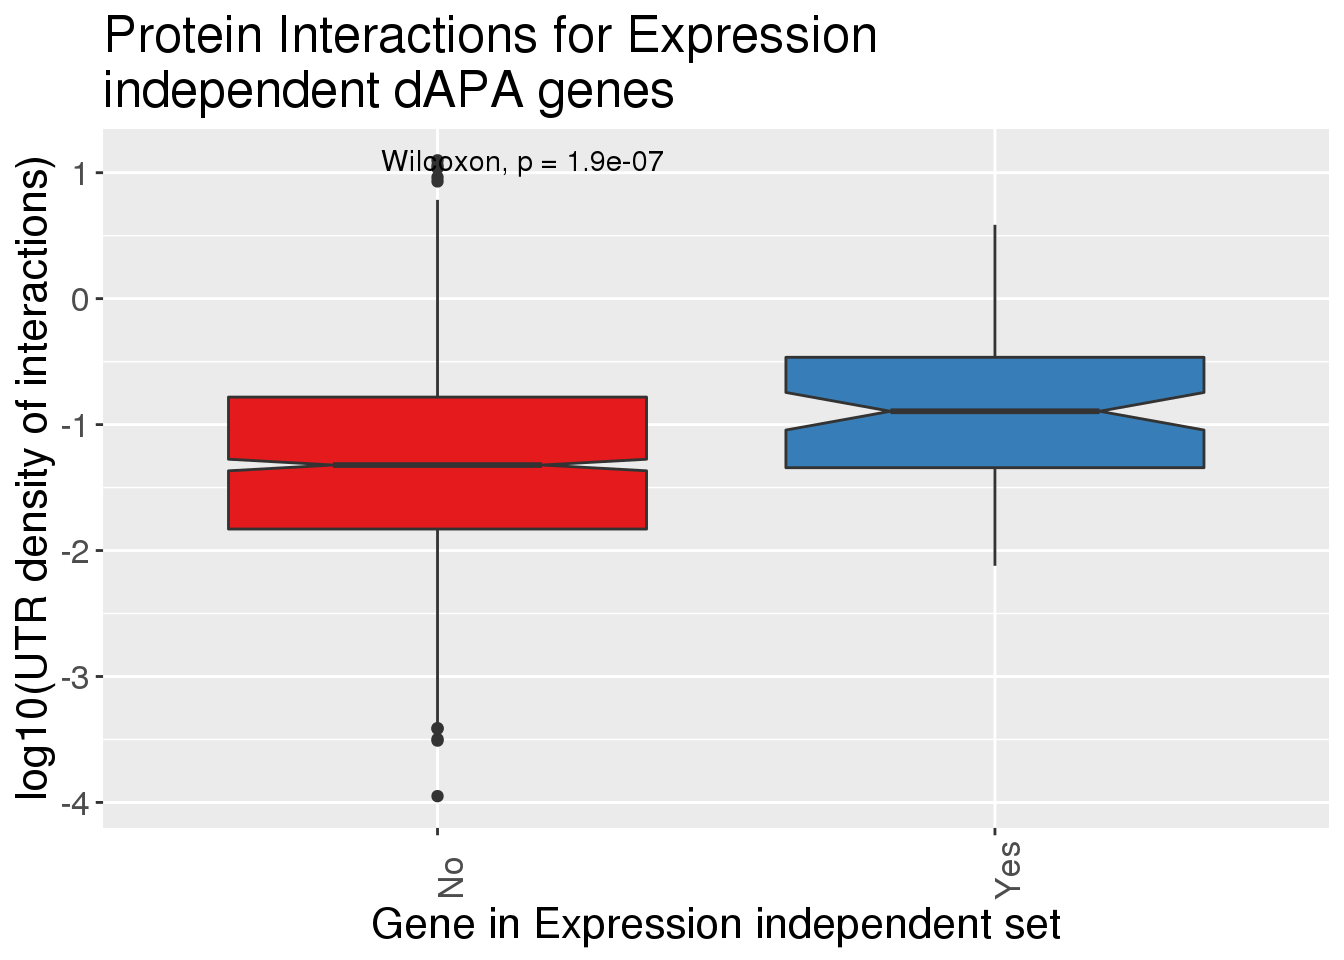 Protein Interactions for Expression
independent dAPA genes
log10(UTR density of interactions)
1
0
-1
-2
-3
-4
Wilcoxon, p = 1.9e-07
No
Yes
Gene in Expression independent set